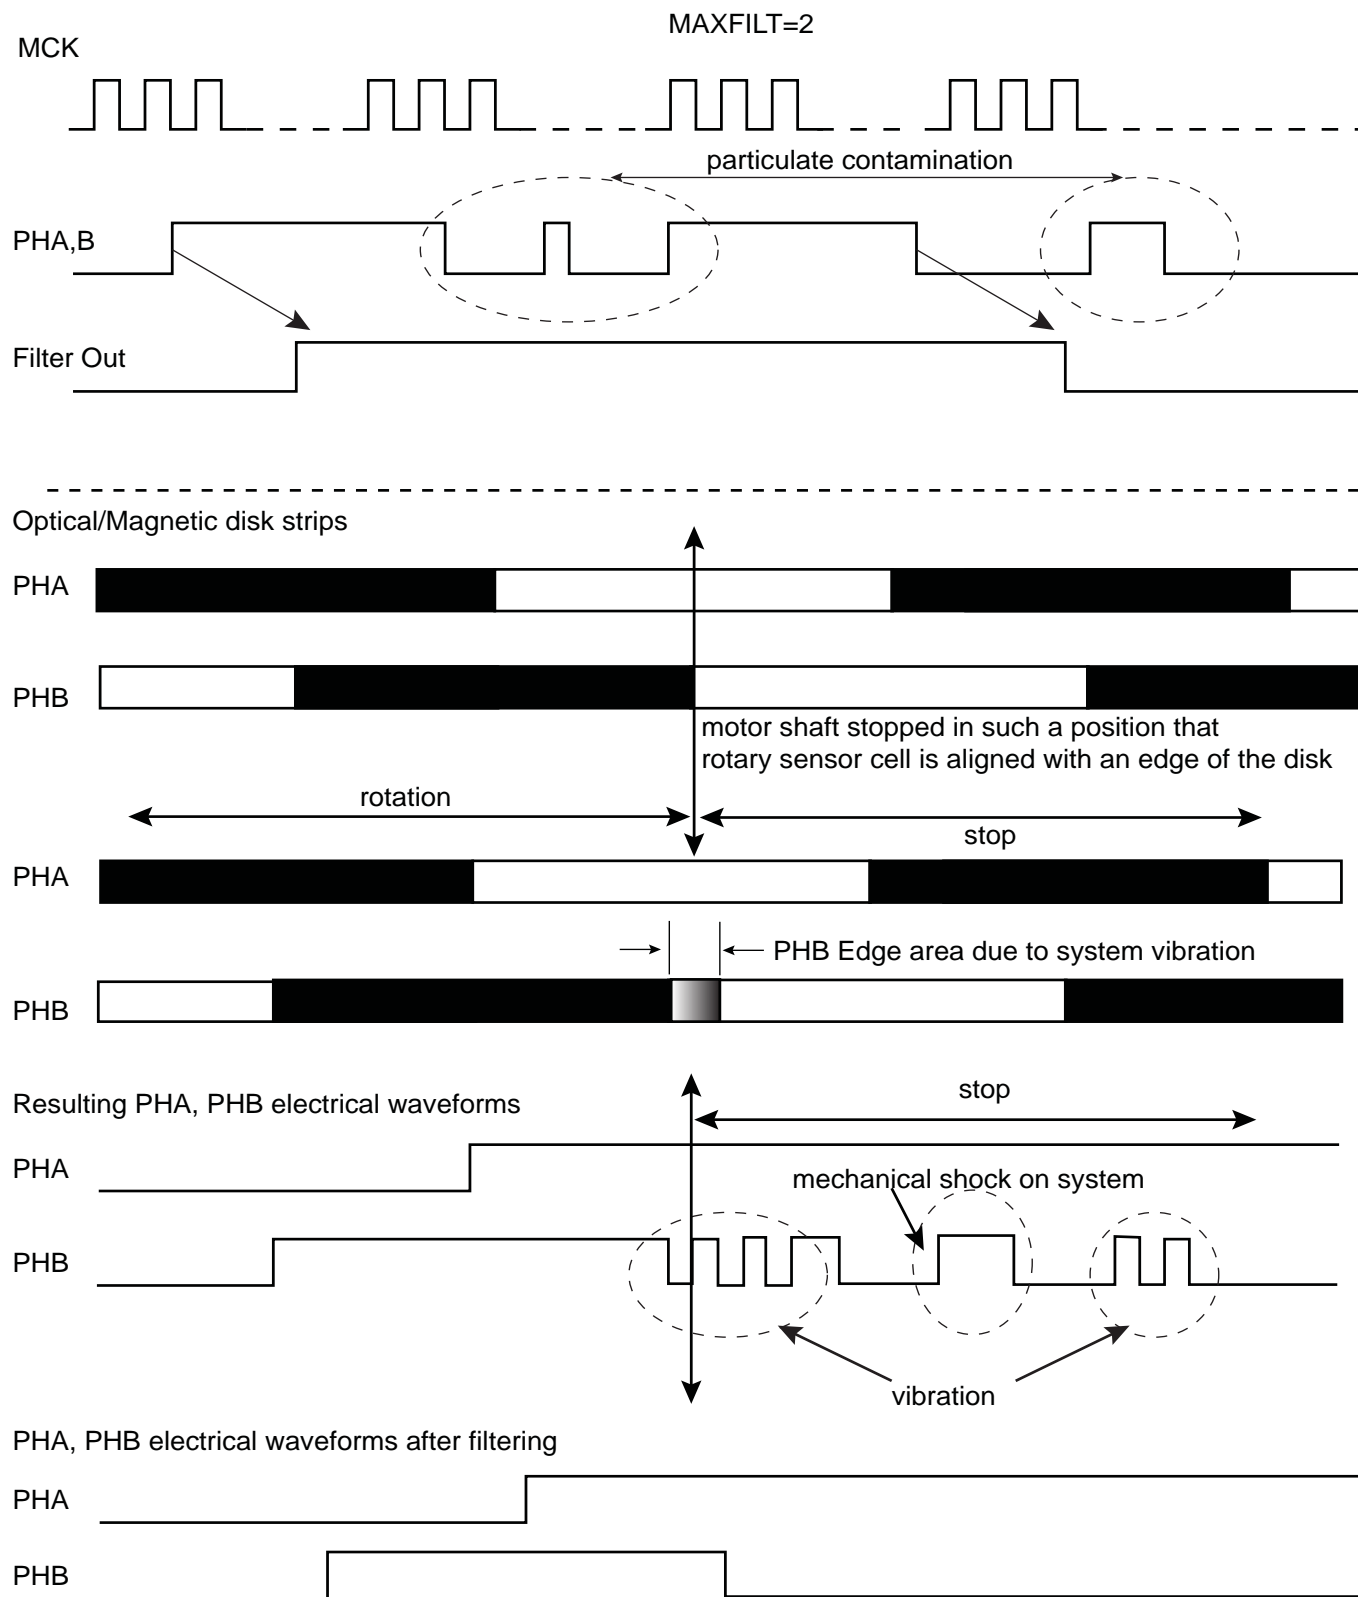 MAXFILT=2
MCK
particulate contamination
PHA,B
Filter Out
Optical/Magnetic disk strips
PHA
PHB
motor shaft stopped in such a position that
rotary sensor cell is aligned with an edge of the disk
rotation
stop
PHA
PHB Edge area due to system vibration
PHB
Resulting PHA, PHB electrical waveforms
stop
PHA
mechanical shock on system
PHB
vibration
PHA, PHB electrical waveforms after filtering
PHA
PHB